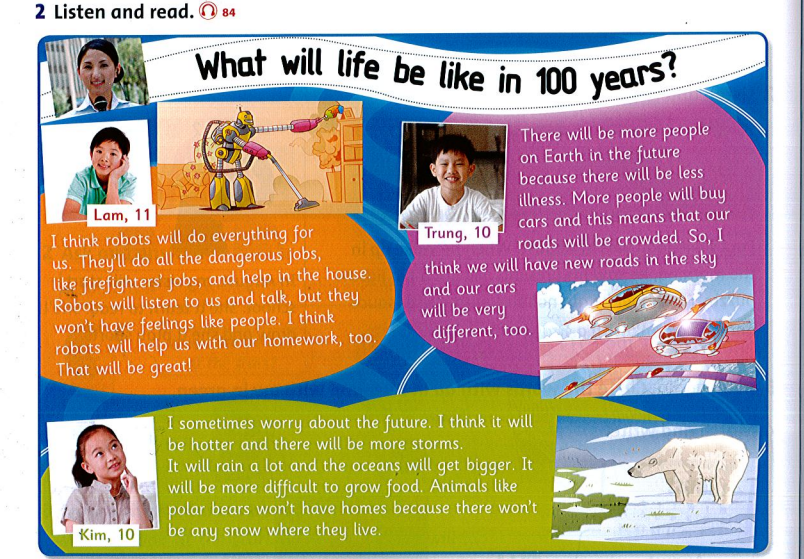 2 Listen and read. 84
What will life be like in 100 years?
Lam, 11
I think robots will do everything for
us. They'll do all the dangerous jobs,
like firefighters' jobs, and help in the house.
Robots will listen to us and talk, but they
won't have feelings like people. I think
robots will help us with our homework, too.
That will be great!
Trung, 10
There will be more people
on Earth in the future
because there will be less
illness. More people will buy
cars and this means that our
roads will be crowded. So, I
think we will have new roads in the sky
and our cars
will be very
different, too.
Kim, 10
I sometimes worry about the future. I think it will
be hotter and there will be more storms.
It will rain a lot and the oceans will get bigger. It
will be more difficult to grow food. Animals like
polar bears won't have homes because there won't
be any snow where they live.